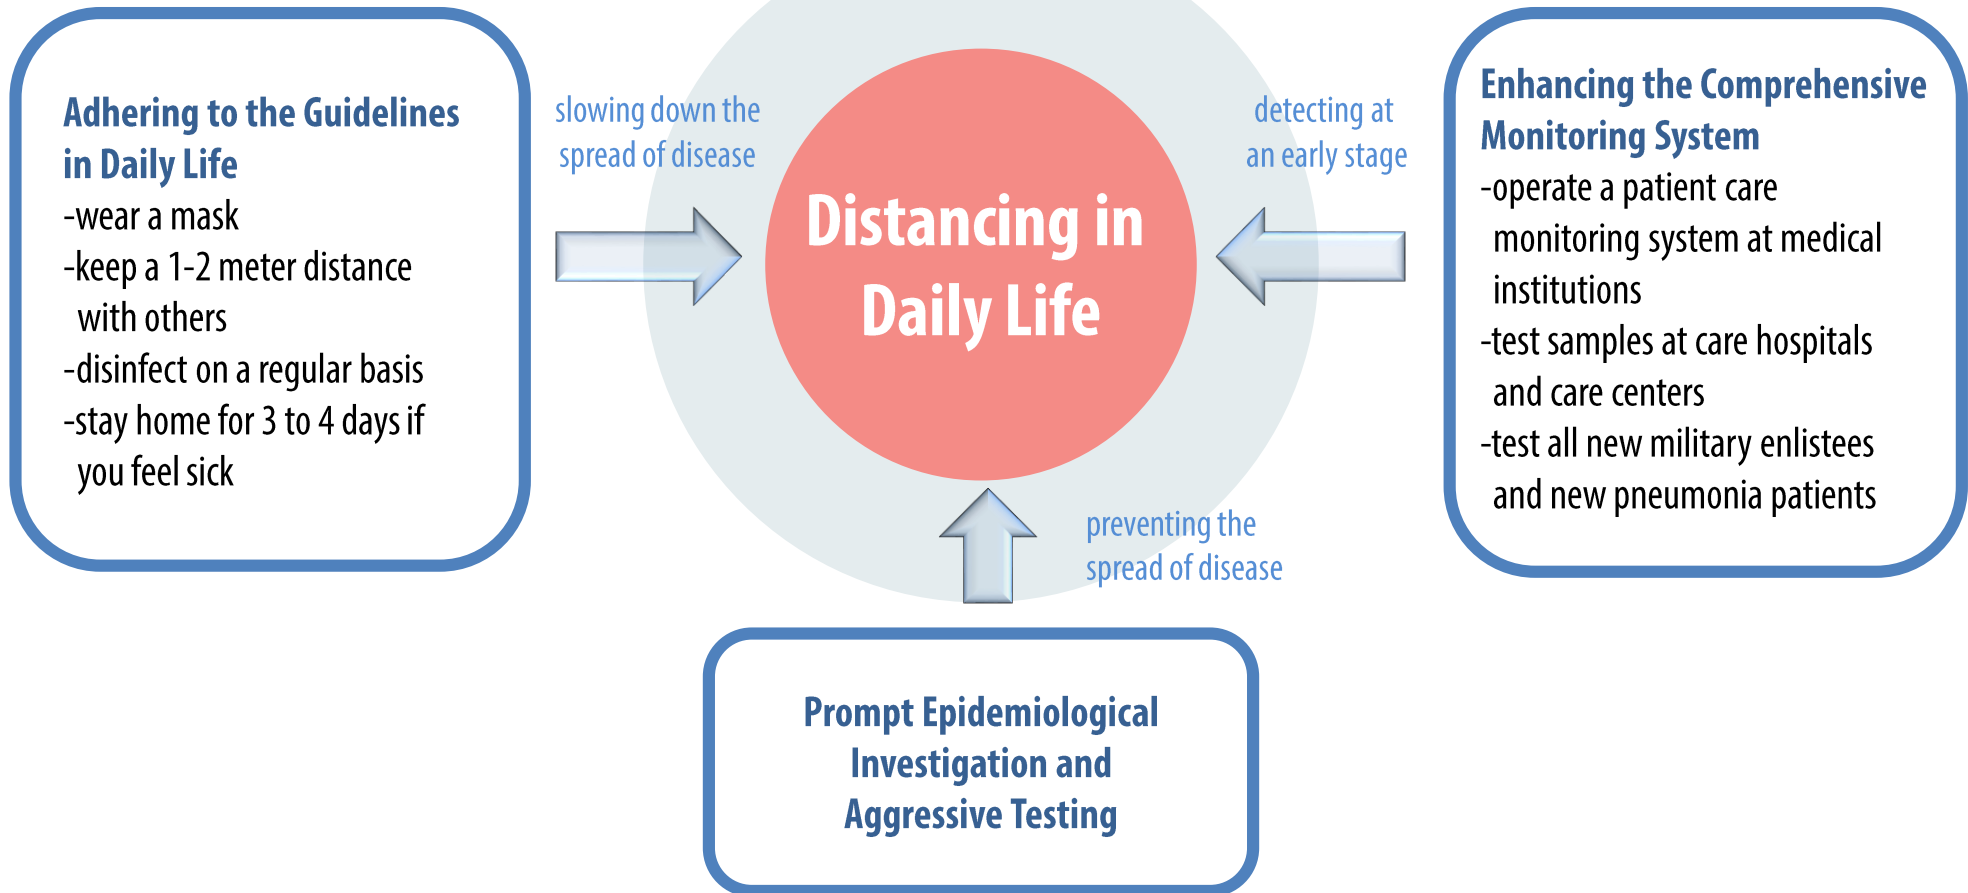 Adhering to the Guidelines
in Daily Life
-wear a mask
-keep a 1-2 meter distance
with others
-disinfect on a regular basis
-stay home for 3 to 4 days if
you feel sick
slowing down the
spread of disease
Distancing in
Daily Life
detecting at
an early stage
Enhancing the Comprehensive
Monitoring System
-operate a patient care
monitoring system at medical
institutions
-test samples at care hospitals
and care centers
-test all new military enlistees
and new pneumonia patients
preventing the
spread of disease
Prompt Epidemiological
Investigation and
Aggressive Testing